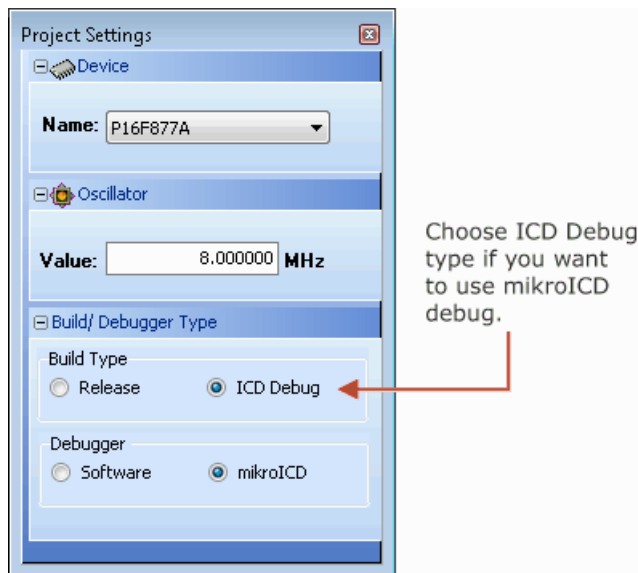 Project Settings
Device
Name: P16F877A
Oscillator
Value: 8.000000 MHz
Build/ Debugger Type
Build Type
Release ICD Debug
Debugger
Software mikroICD
Choose ICD Debug
type if you want
to use mikroICD
debug.